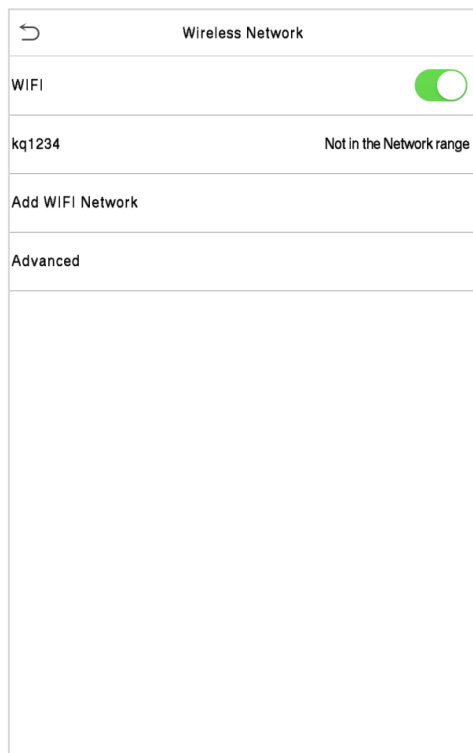 Wireless Network
WIFI
kq1234 Not in the Network range
Add WIFI Network
Advanced